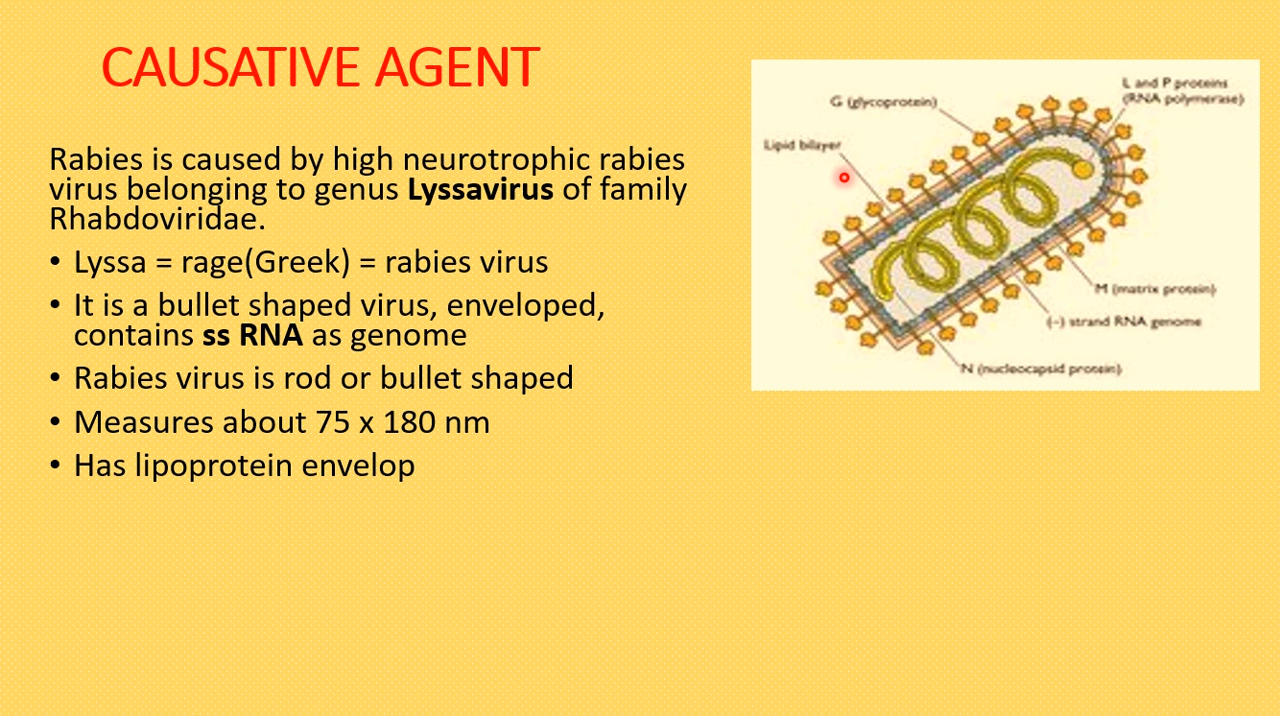 CAUSATIVE AGENT
Rabies is caused by high neurotrophic rabies
virus belonging to genus Lyssavirus of family
Rhabdoviridae.
• Lyssa = rage(Greek) = rabies virus
• It is a bullet shaped virus, enveloped,
contains ss RNA as genome
• Rabies virus is rod or bullet shaped
• Measures about 75 x 180 nm
• Has lipoprotein envelop
L and P proteins
(RNA polymerase)
G (glycoprotein)
Lipid bilayer
M (matrix protein)
(-) strand RNA genome
N (nucleocapsid protein)